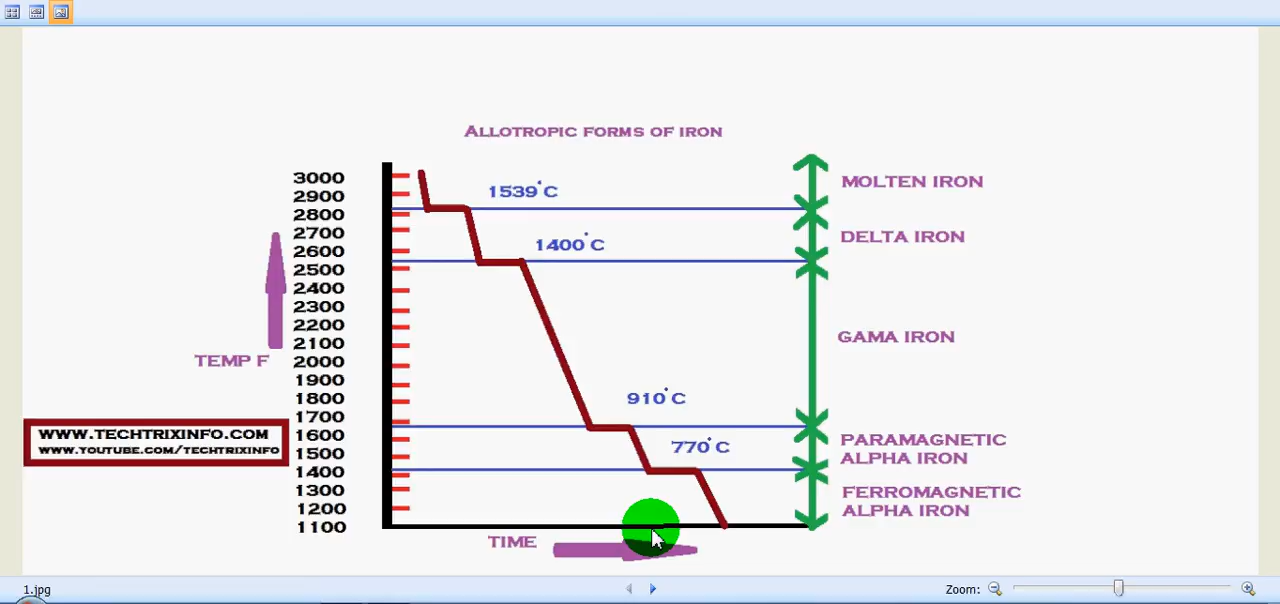 Allotropic forms of iron
3000
2900
2800
2700
2600
2500
2400
2300
2200
2100
2000
1900
1800
1700
1600
1500
1400
1300
1200
1100
TEMP F
1539°C
1400°C
910°C
770°C
MOLTEN IRON
DELTA IRON
GAMA IRON
PARAMAGNETIC
ALPHA IRON
FERROMAGNETIC
ALPHA IRON
WWW.TECHTRIXINFO.COM
WWW.YOUTUBE.COM/TECHTRIXINFO
TIME
1.jpg
Zoom: